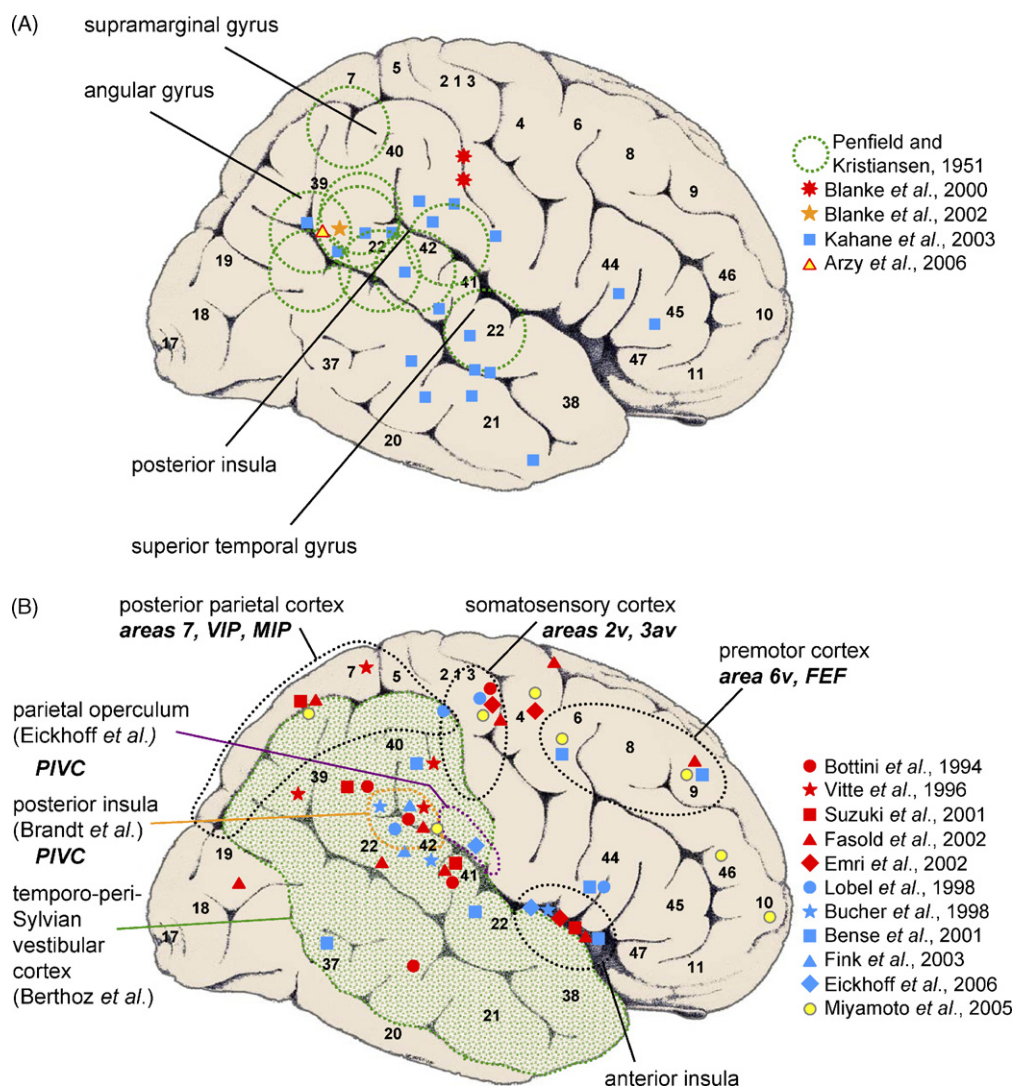 (A)
supramarginal gyrus
angular gyrus
7
5
2 1 3
4
6
8
9
40
39
19
22
42
41
18
17
37
22
44
46
45
10
47
11
38
21
20
posterior insula
superior temporal gyrus
Penfield and
Kristiansen, 1951
Blanke et al., 2000
Blanke et al., 2002
Kahane et al., 2003
Arzy et al., 2006
(B)
posterior parietal cortex
areas 7, VIP, MIP
somatosensory cortex
areas 2v, 3av
premotor cortex
area 6v, FEF
parietal operculum
(Eickhoff et al.)
PIVC
posterior insula
(Brandt et al.)
PIVC
temporo-peri-
Sylvian
vestibular
cortex
(Berthoz et al.)
7
5
2 1 3
4
6
8
9
40
39
19
22
42
41
18
17
37
22
44
46
45
10
47
11
38
21
20
anterior insula
Bottini et al., 1994
Vitte et al., 1996
Suzuki et al., 2001
Fasold et al., 2002
Emri et al., 2002
Lobel et al., 1998
Bucher et al., 1998
Bense et al., 2001
Fink et al., 2003
Eickhoff et al., 2006
Miyamoto et al., 2005